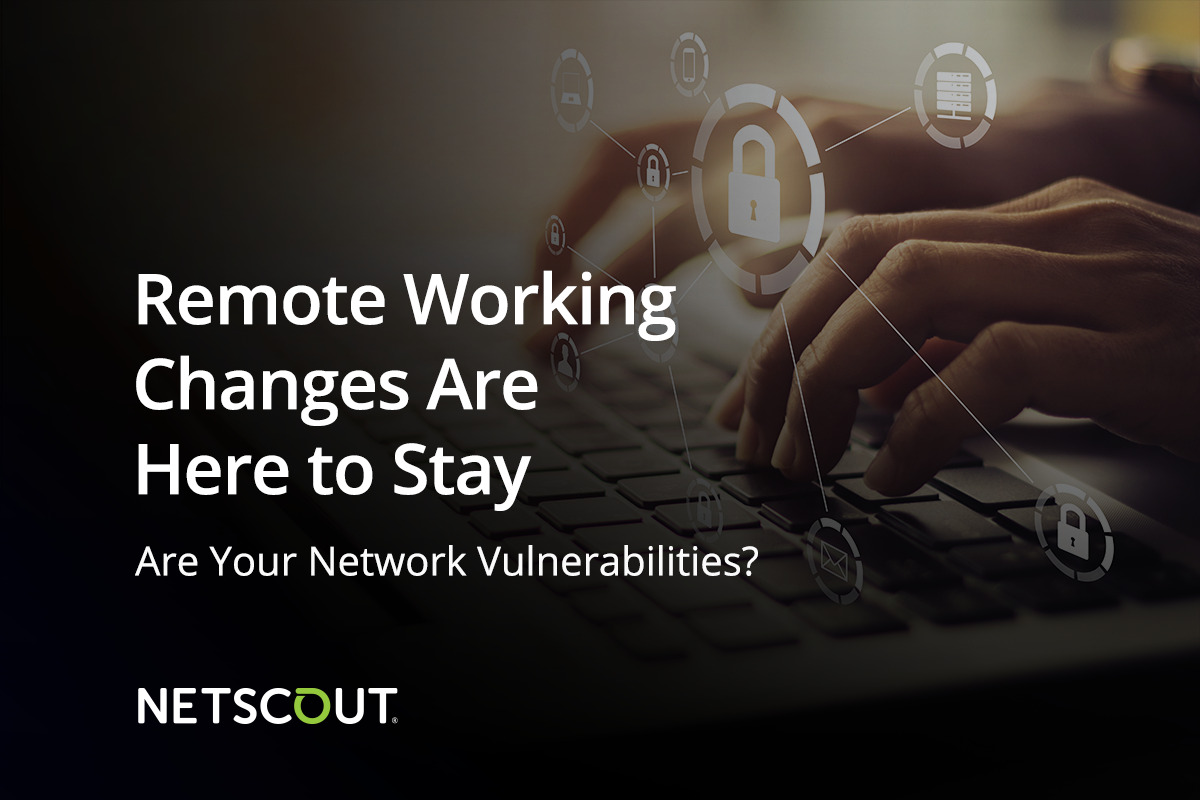 Remote Working
Changes Are
Here to Stay
Are Your Network Vulnerabilities?
NETSCOUT®